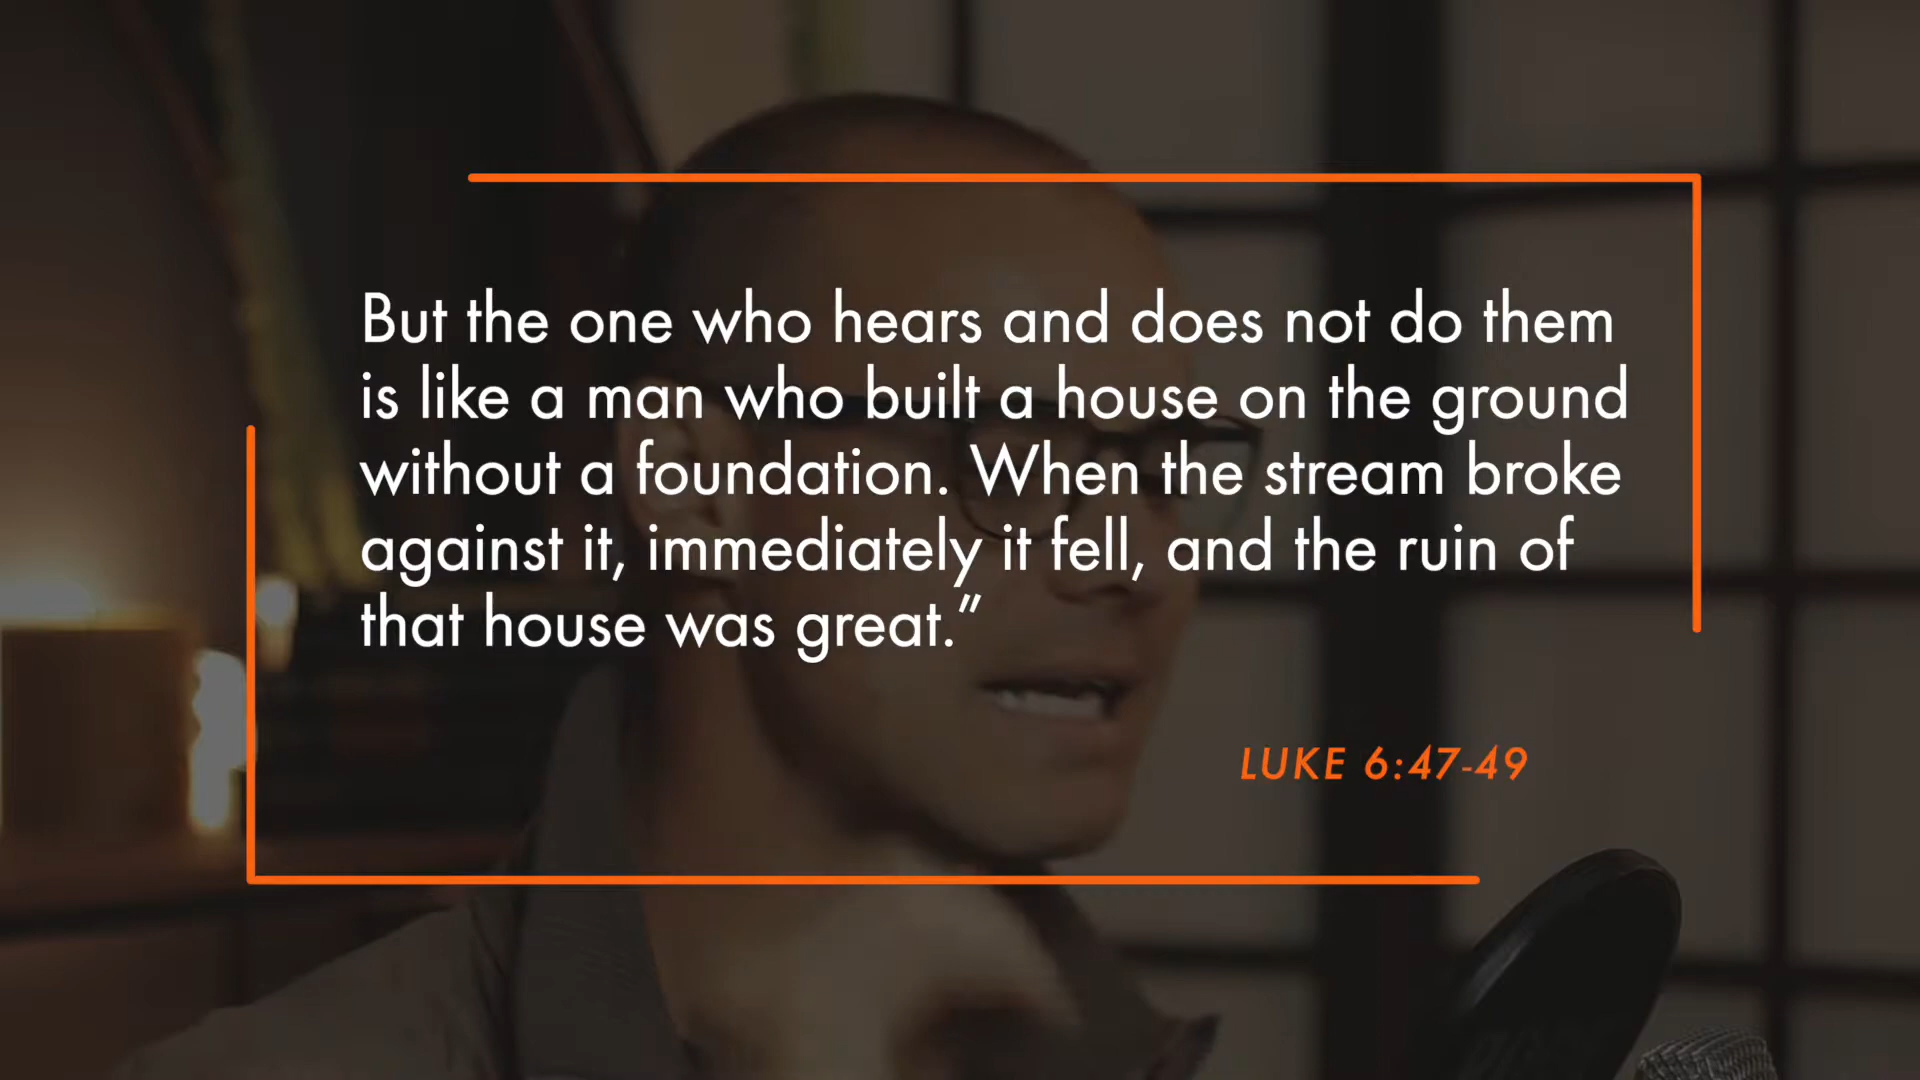 But the one who hears and does not do them
is like a man who built a house on the ground
without a foundation. When the stream broke
against it, immediately it fell, and the ruin of
that house was great.”
LUKE 6:47-49